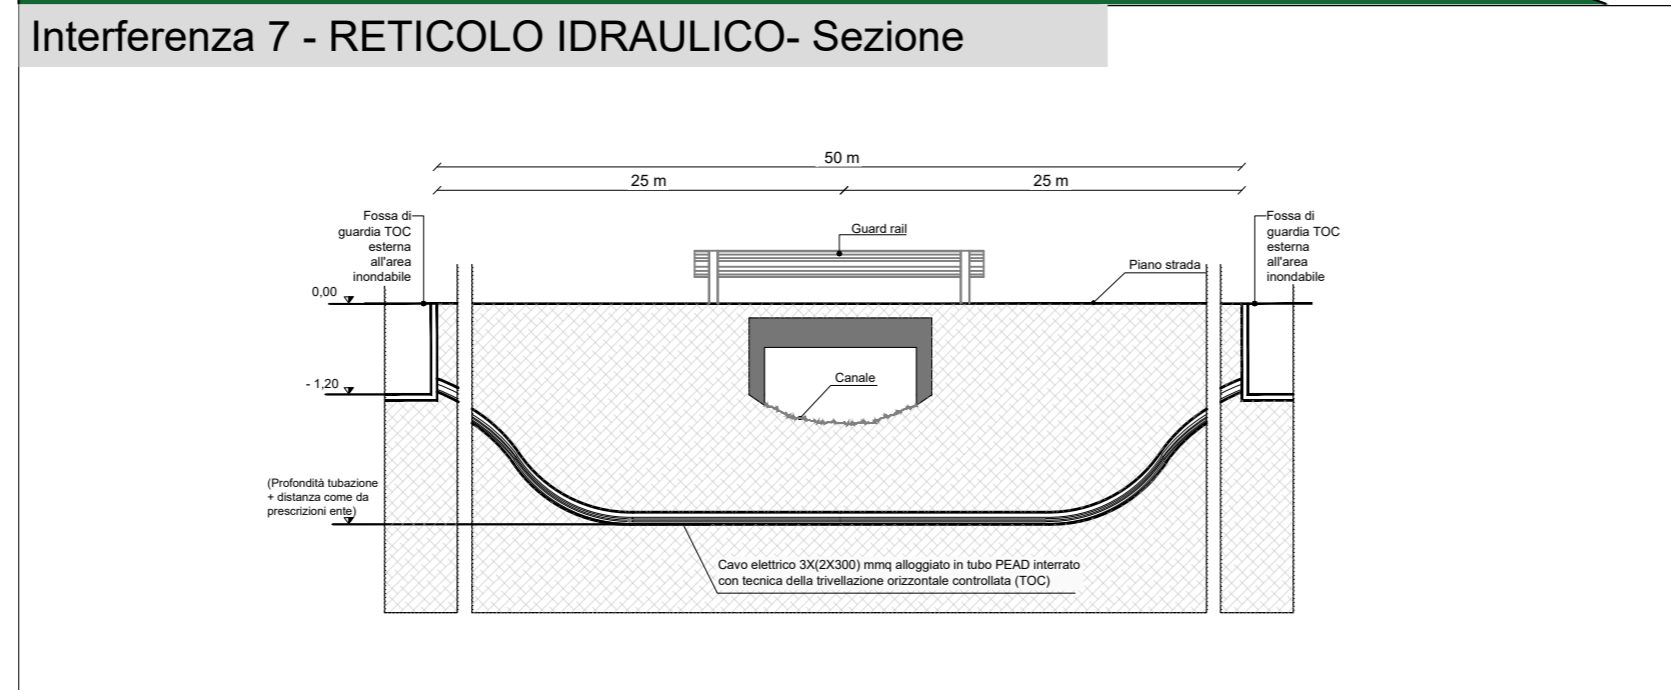 Interferenza 7 - RETICOLO IDRAULICO- Sezione
50 m
25 m
25 m
Fossa di
guardia TOC
esterna
all'area
inondabile
Guard rail
Fossa di
guardia TOC
esterna
all'area
inondabile
Piano strada
0,00
- 1,20
Canale
(Profondità tubazione
+ distanza come da
prescrizioni ente)
Cavo elettrico 3X(2X300) mmq alloggiato in tubo PEAD interrato
con tecnica della trivellazione orizzontale controllata (TOC)